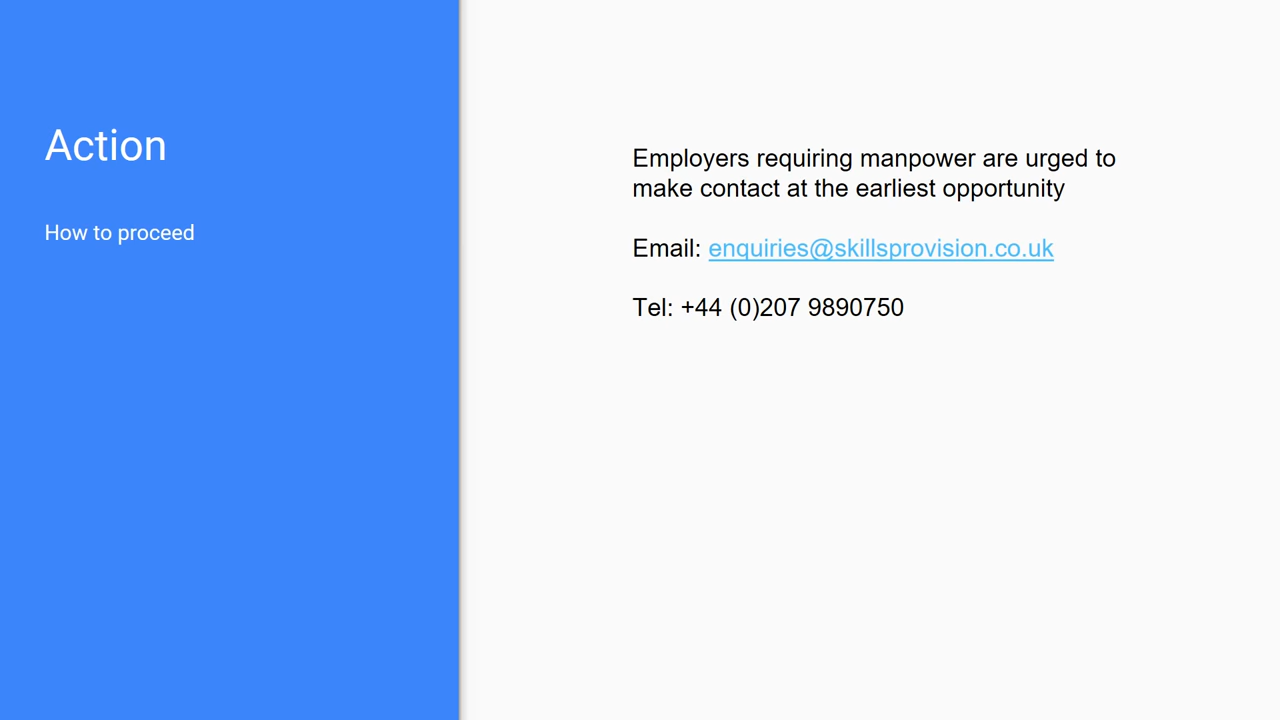 Action
How to proceed
Employers requiring manpower are urged to
make contact at the earliest opportunity
Email: enquiries@skillsprovision.co.uk
Tel: +44 (0)207 9890750